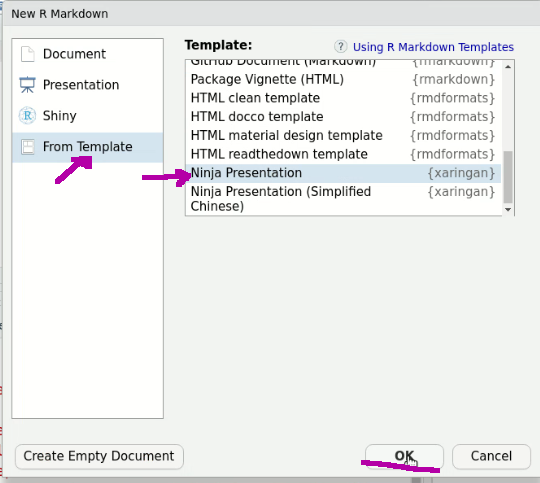 New R Markdown
Document
Presentation
Shiny
From Template
Template:
? Using R Markdown Templates
GitHub Document (Markdown) {rmarkdown}
Package Vignette (HTML) {rmarkdown}
HTML clean template {rmdformats}
HTML docco template {rmdformats}
HTML material design template {rmdformats}
HTML readthedown template {rmdformats}
Ninja Presentation {xaringan}
Ninja Presentation (Simplified {xaringan}
Chinese)
Create Empty Document
OK
Cancel